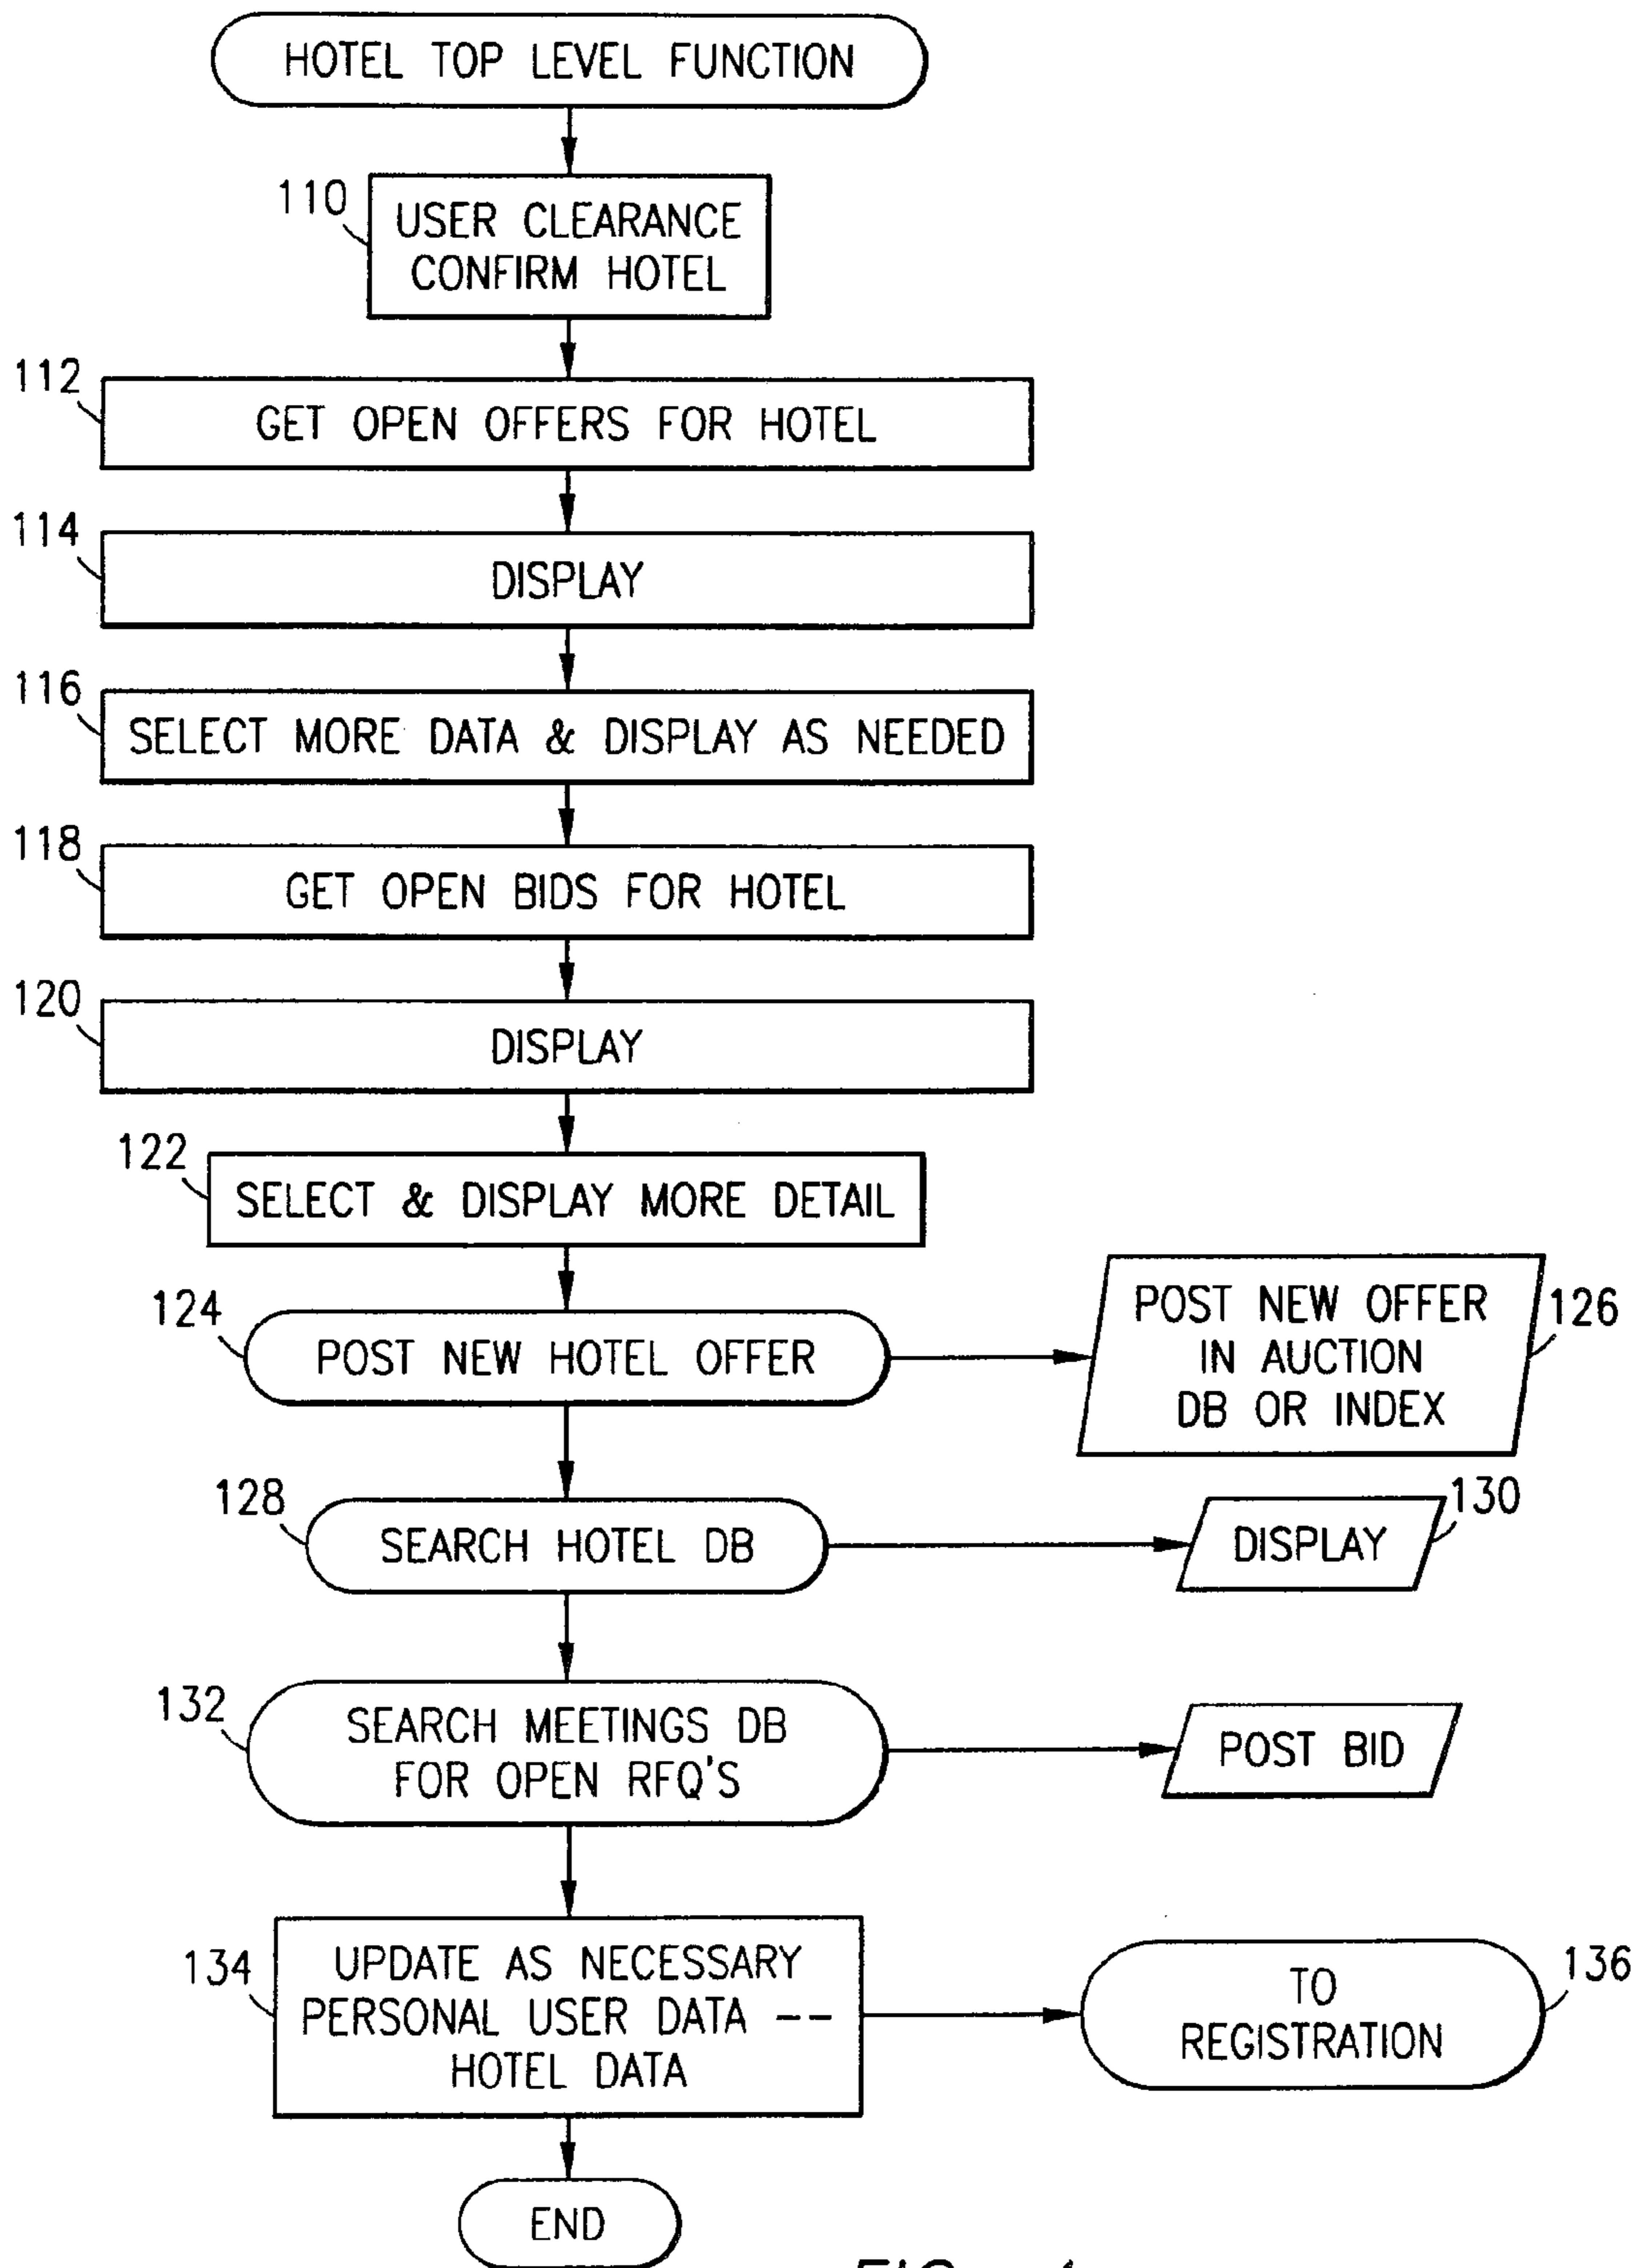 HOTEL TOP LEVEL FUNCTION
110
USER CLEARANCE
CONFIRM HOTEL
112
GET OPEN OFFERS FOR HOTEL
114
DISPLAY
116
SELECT MORE DATA & DISPLAY AS NEEDED
118
GET OPEN BIDS FOR HOTEL
120
DISPLAY
122
SELECT & DISPLAY MORE DETAIL
124
POST NEW HOTEL OFFER
POST NEW OFFER
IN AUCTION
DB OR INDEX
126
128
SEARCH HOTEL DB
DISPLAY
130
132
SEARCH MEETINGS DB
FOR OPEN RFQ'S
POST BID
134
UPDATE AS NECESSARY
PERSONAL USER DATA --
HOTEL DATA
TO
REGISTRATION
136
END